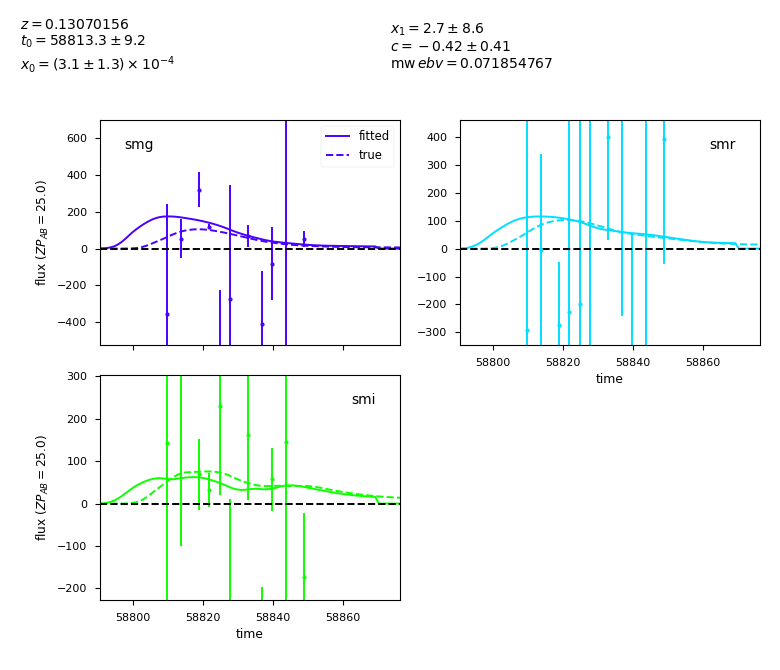 z = 0.13070156
t₀ = 58813.3 ± 9.2
x₀ = (3.1 ± 1.3) × 10⁻⁴
x₁ = 2.7 ± 8.6
c = −0.42 ± 0.41
mw ebv = 0.071854767
smg
fitted
true
600
400
200
0
−200
−400
flux (ZP_AB = 25.0)
smr
400
300
200
100
0
−100
−200
−300
58800 58820 58840 58860
time
smi
300
200
100
0
−100
−200
flux (ZP_AB = 25.0)
58800 58820 58840 58860
time